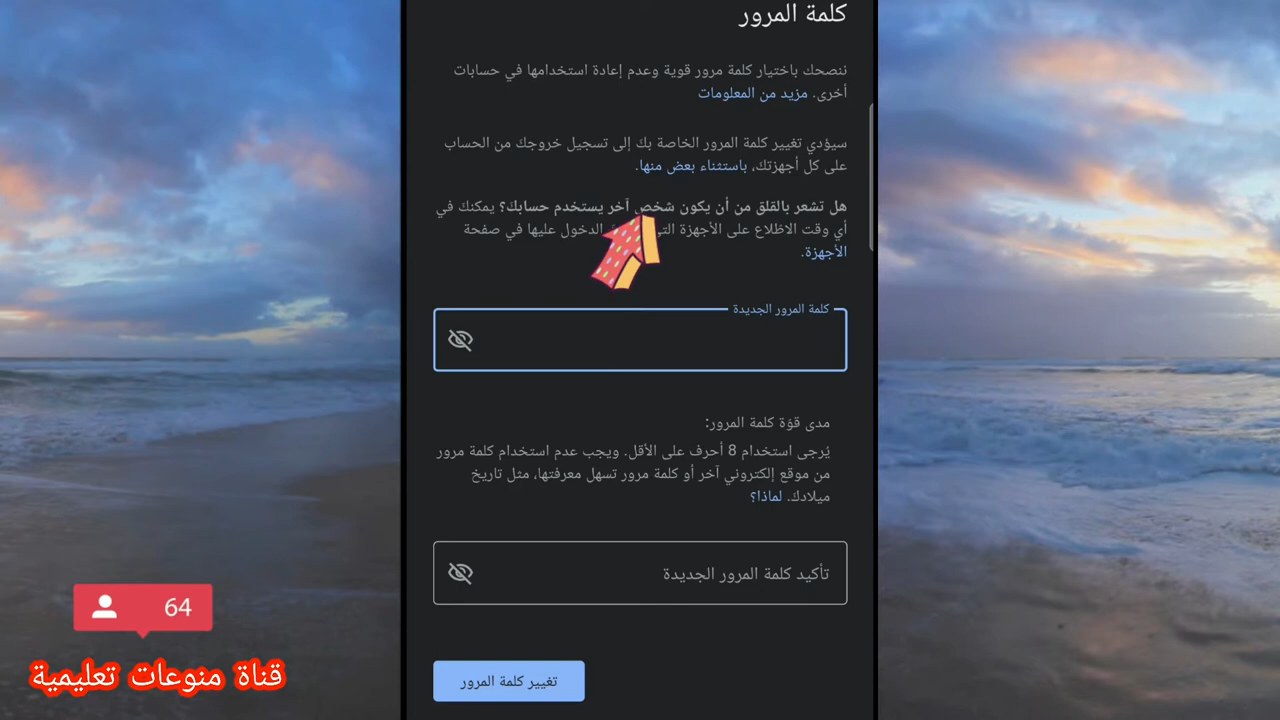 كلمة المرور
ننصحك باختيار كلمة مرور قوية وعدم إعادة استخدامها في حسابات
أخرى. مزيد من المعلومات
سيؤدي تغيير كلمة المرور الخاصة بك إلى تسجيل خروجك من الحساب
على كل أجهزتك، باستثناء بعض منها.
هل تشعر بالقلق من أن يكون شخص آخر يستخدم حسابك؟ يمكنك في
أي وقت الاطّلاع على الأجهزة الدخول عليها في صفحة
الأجهزة.
كلمة المرور الجديدة
مدى قوّة كلمة المرور:
يُرجى استخدام 8 أحرف على الأقل. ويجب عدم استخدام كلمة مرور
من موقع إلكتروني آخر أو كلمة مرور تسهل معرفتها، مثل تاريخ
ميلادك. لماذا؟
تأكيد كلمة المرور الجديدة
تغيير كلمة المرور
64
قناة منوعات تعليمية